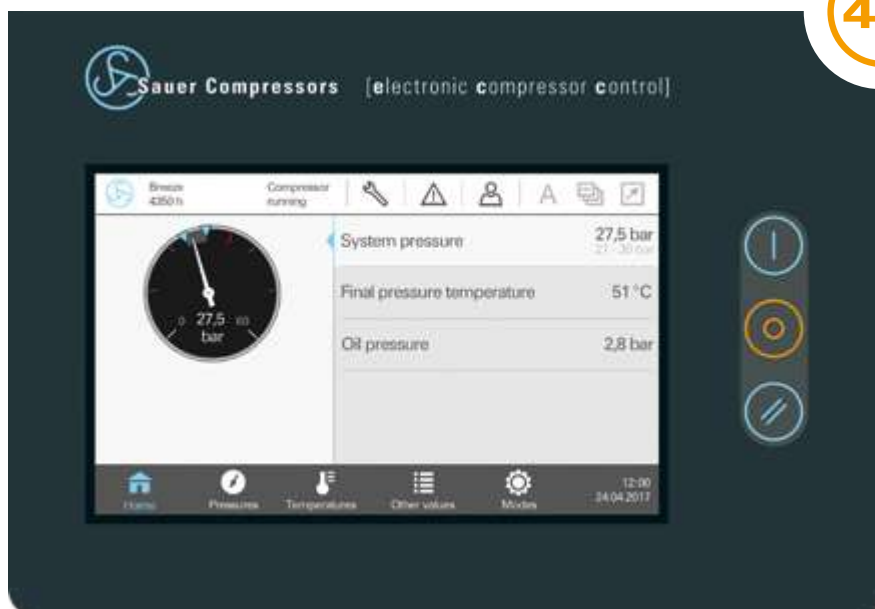 4
Sauer Compressors [electronic compressor control]
Breeze Compressor
4350 h running
A
System pressure 27,5 bar
27 - 30 bar
Final pressure temperature 51 °C
0 27,5 60
bar
Oil pressure 2,8 bar
Home Pressures Temperatures Other values Modes
12:00
24.04.2017